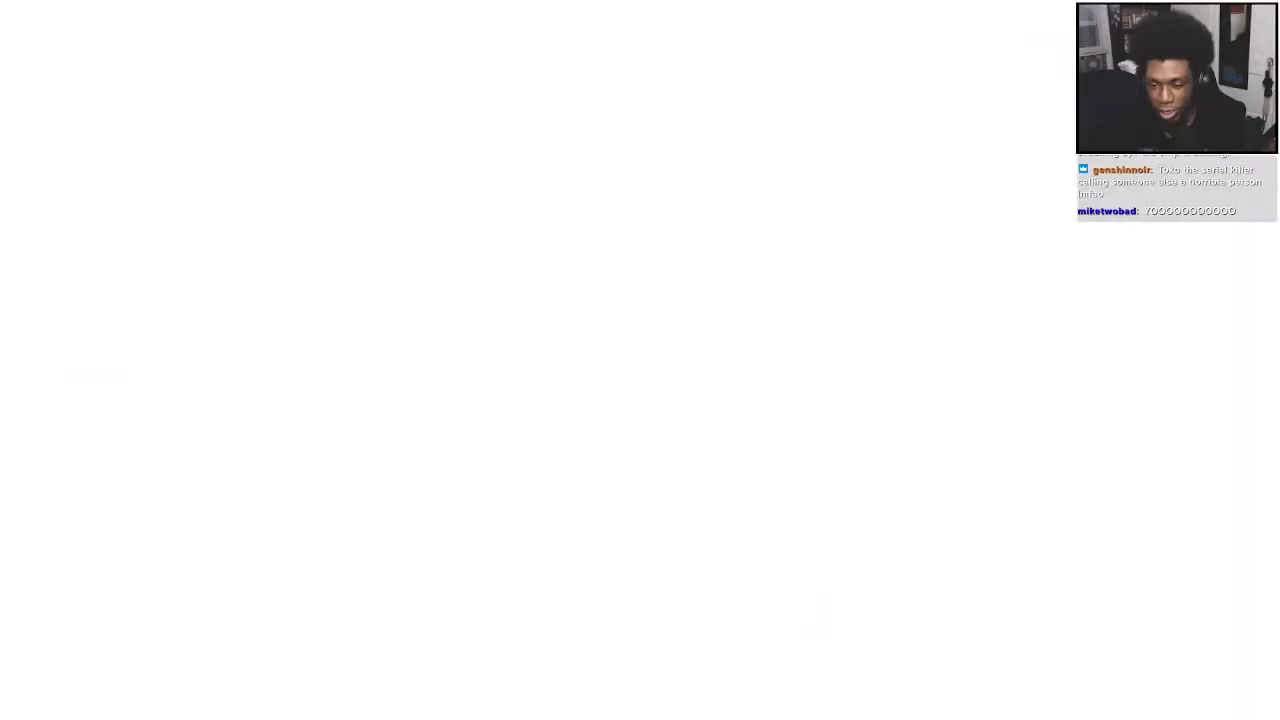 genshinnoir: Toko the serial killer
calling someone else a horrible person
lmfao
miketwobad: YOOOOOOOOOOO